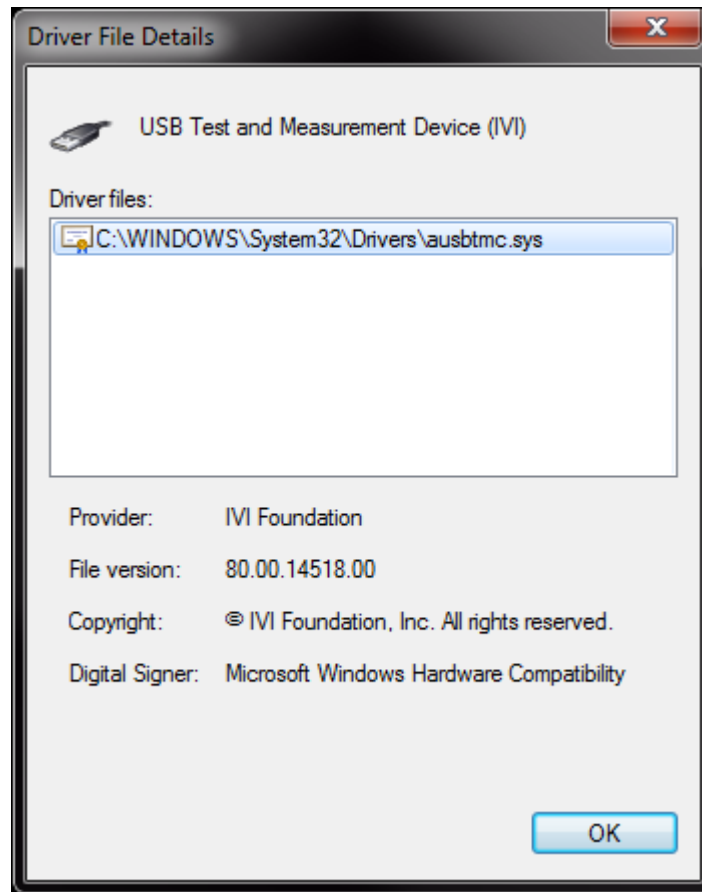 Driver File Details
USB Test and Measurement Device (IVI)
Driver files:
C:\WINDOWS\System32\Drivers\ausbtmc.sys
Provider: IVI Foundation
File version: 80.00.14518.00
Copyright: © IVI Foundation, Inc. All rights reserved.
Digital Signer: Microsoft Windows Hardware Compatibility
OK